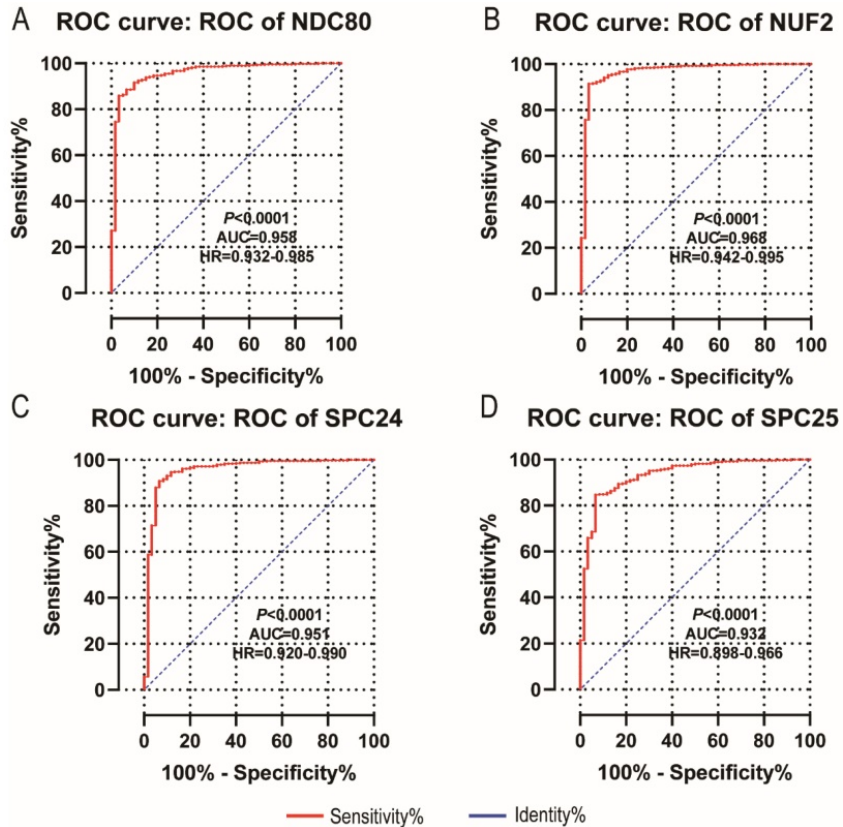 A
ROC curve: ROC of NDC80
Sensitivity%
100
80
60
40
20
0
P<0.0001
AUC=0.958
HR=0.932-0.985
0 20 40 60 80 100
100% - Specificity%
B
ROC curve: ROC of NUF2
Sensitivity%
100
80
60
40
20
0
P<0.0001
AUC=0.968
HR=0.942-0.995
0 20 40 60 80 100
100% - Specificity%
C
ROC curve: ROC of SPC24
Sensitivity%
100
80
60
40
20
0
P<0.0001
AUC=0.951
HR=0.920-0.990
0 20 40 60 80 100
100% - Specificity%
D
ROC curve: ROC of SPC25
Sensitivity%
100
80
60
40
20
0
P<0.0001
AUC=0.932
HR=0.898-0.966
0 20 40 60 80 100
100% - Specificity%
Sensitivity%
Identity%